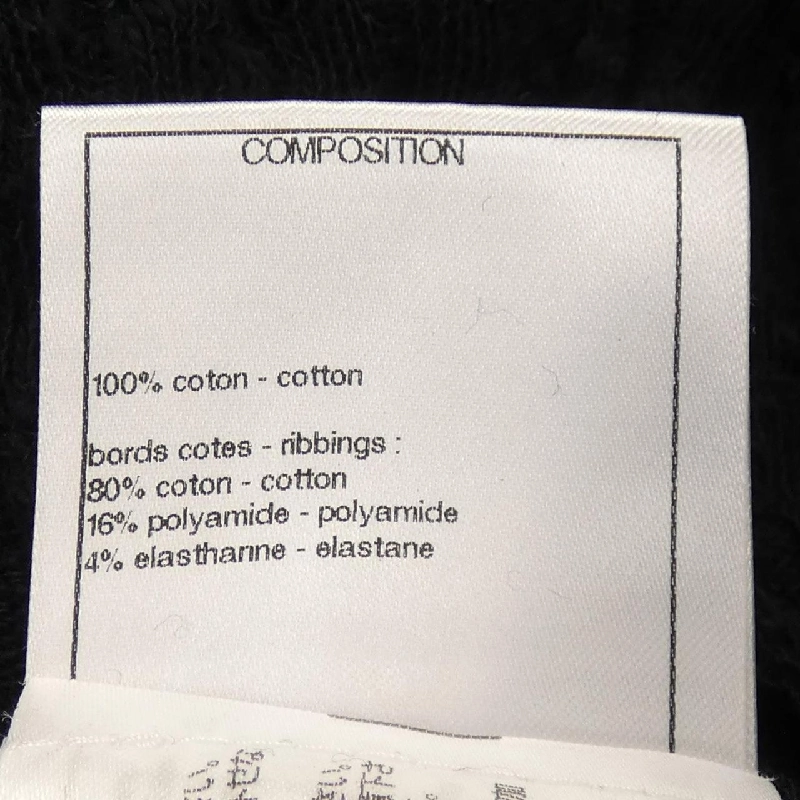 COMPOSITION
100% coton - cotton
bords cotes - ribbings :
80% coton - cotton
16% polyamide - polyamide
4% elasthanne - elastane